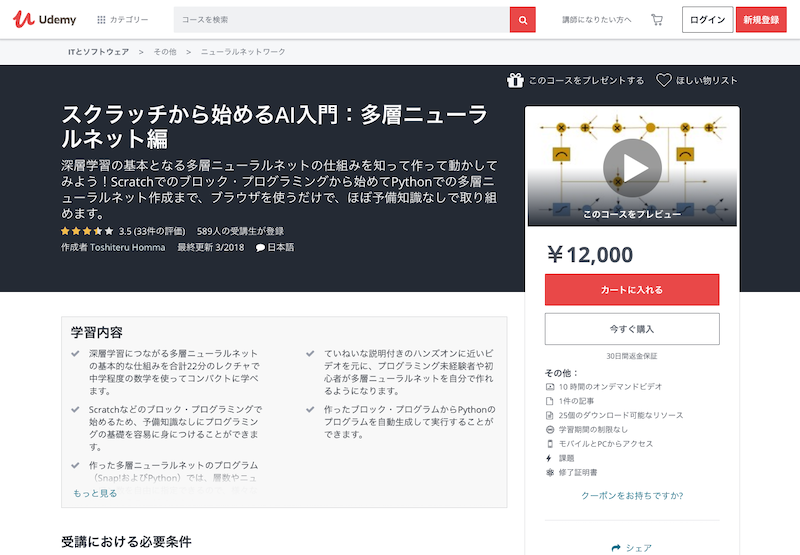 Udemy
カテゴリー
コースを検索
講師になりたい方へ
ログイン
新規登録
ITとソフトウェア > その他 > ニューラルネットワーク
このコースをプレゼントする
ほしい物リスト
スクラッチから始めるAI入門：多層ニューラ
ルネット編
深層学習の基本となる多層ニューラルネットの仕組みを知って作って動かして
みよう！Scratchでのブロック・プログラミングから始めてPythonでの多層ニ
ューラルネット作成まで、ブラウザを使うだけで、ほぼ予備知識なしで取り組
めます。
3.5 (33件の評価) 589人の受講生が登録
作成者 Toshiteru Homma 最終更新 3/2018 日本語
このコースをプレビュー
￥12,000
カートに入れる
今すぐ購入
30日間返金保証
その他：
10 時間のオンデマンドビデオ
1件の記事
25個のダウンロード可能なリソース
学習期間の制限なし
モバイルとPCからアクセス
課題
修了証明書
クーポンをお持ちですか?
シェア
学習内容
深層学習につながる多層ニューラルネット
の基本的な仕組みを合計22分のレクチャで
中学程度の数学を使ってコンパクトに学べ
ます。
Scratchなどのブロック・プログラミングで
始めるため、予備知識なしにプログラミン
グの基礎を容易に身につけることができま
す。
作った多層ニューラルネットのプログラム
（Snap!およびPython）では、層数やニュ
もっと見る
ていねいな説明付きのハンズオンに近いビ
デオを元に、プログラミング未経験者や初
心者が多層ニューラルネットを自分で作れ
るようになります。
作ったブロック・プログラムからPythonの
プログラムを自動生成して実行することが
できます。
受講における必要条件